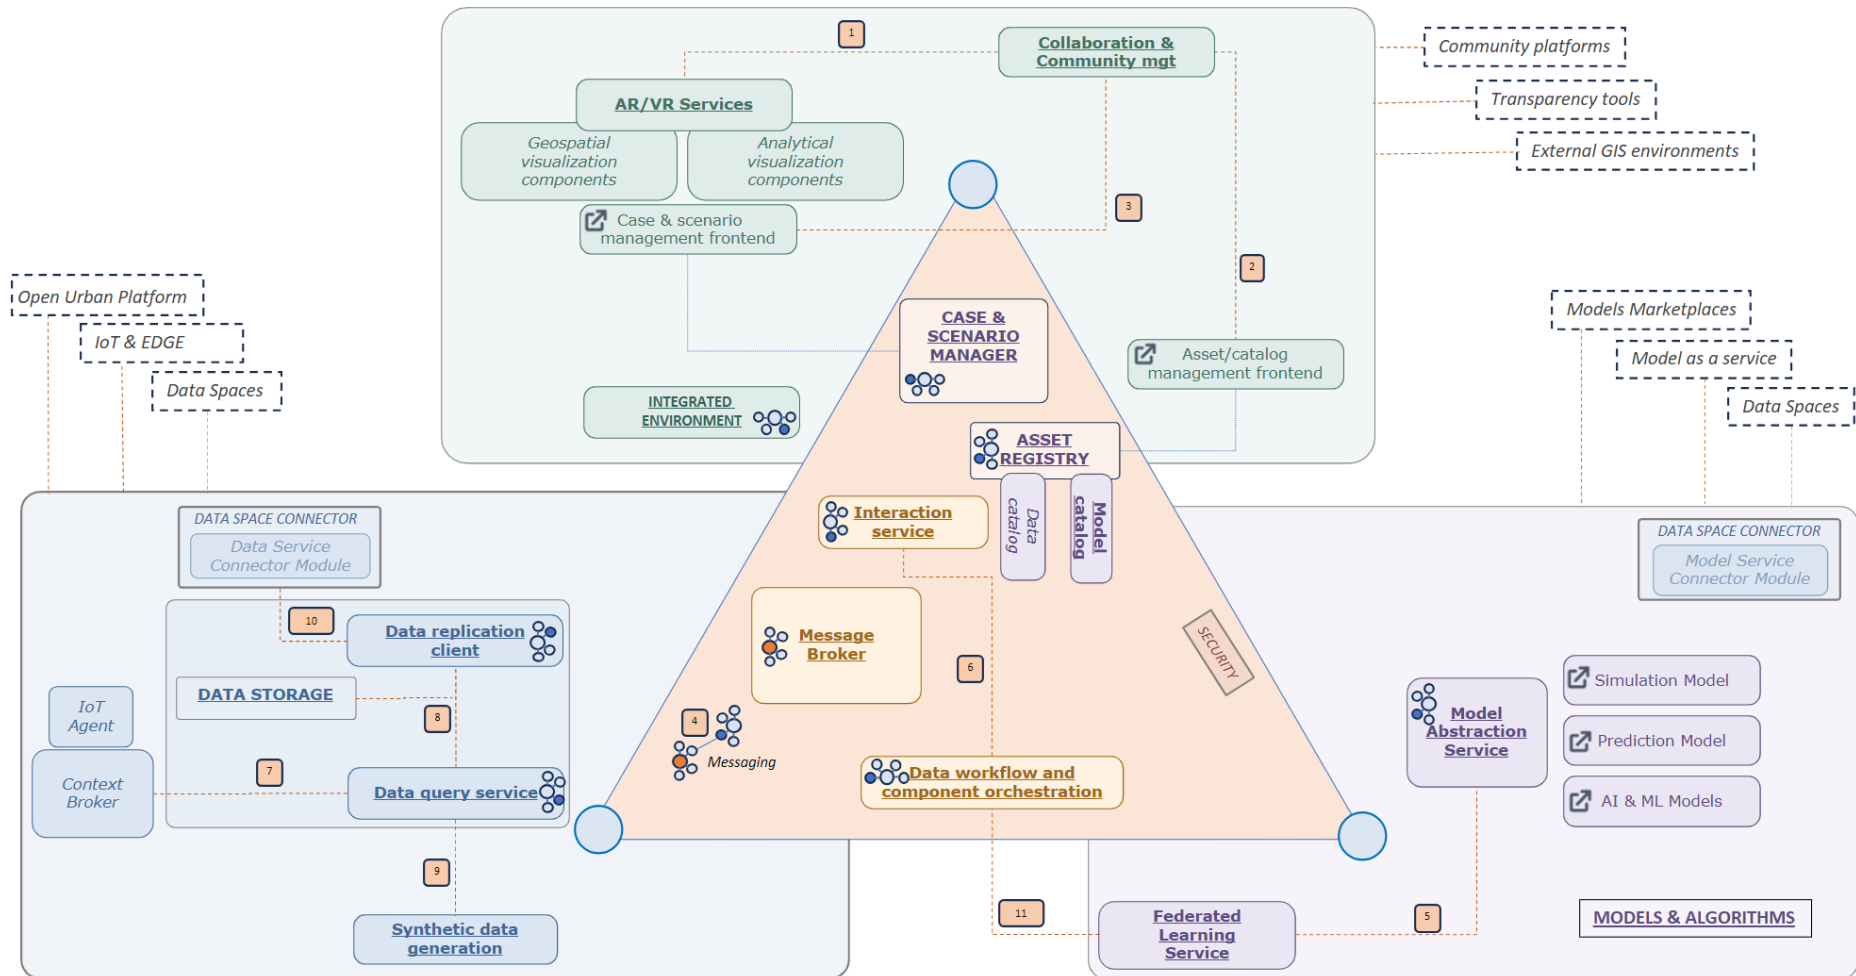 1
Collaboration &
Community mgt
Community platforms
AR/VR Services
Transparency tools
Geospatial
visualization
components
Analytical
visualization
components
External GIS environments
Case & scenario
management frontend
3
2
Open Urban Platform
IoT & EDGE
Data Spaces
CASE &
SCENARIO
MANAGER
Asset/catalog
management frontend
Models Marketplaces
Model as a service
Data Spaces
INTEGRATED
ENVIRONMENT
ASSET
REGISTRY
Data
catalog
Model
catalog
DATA SPACE CONNECTOR
Data Service
Connector Module
Interaction
service
DATA SPACE CONNECTOR
Model Service
Connector Module
10
Data replication
client
DATA STORAGE
8
IoT
Agent
Context
Broker
7
Data query service
9
Synthetic data
generation
Message
Broker
6
SECURITY
4
Messaging
Data workflow and
component orchestration
Model
Abstraction
Service
Simulation Model
Prediction Model
AI & ML Models
11
Federated
Learning
Service
5
MODELS & ALGORITHMS